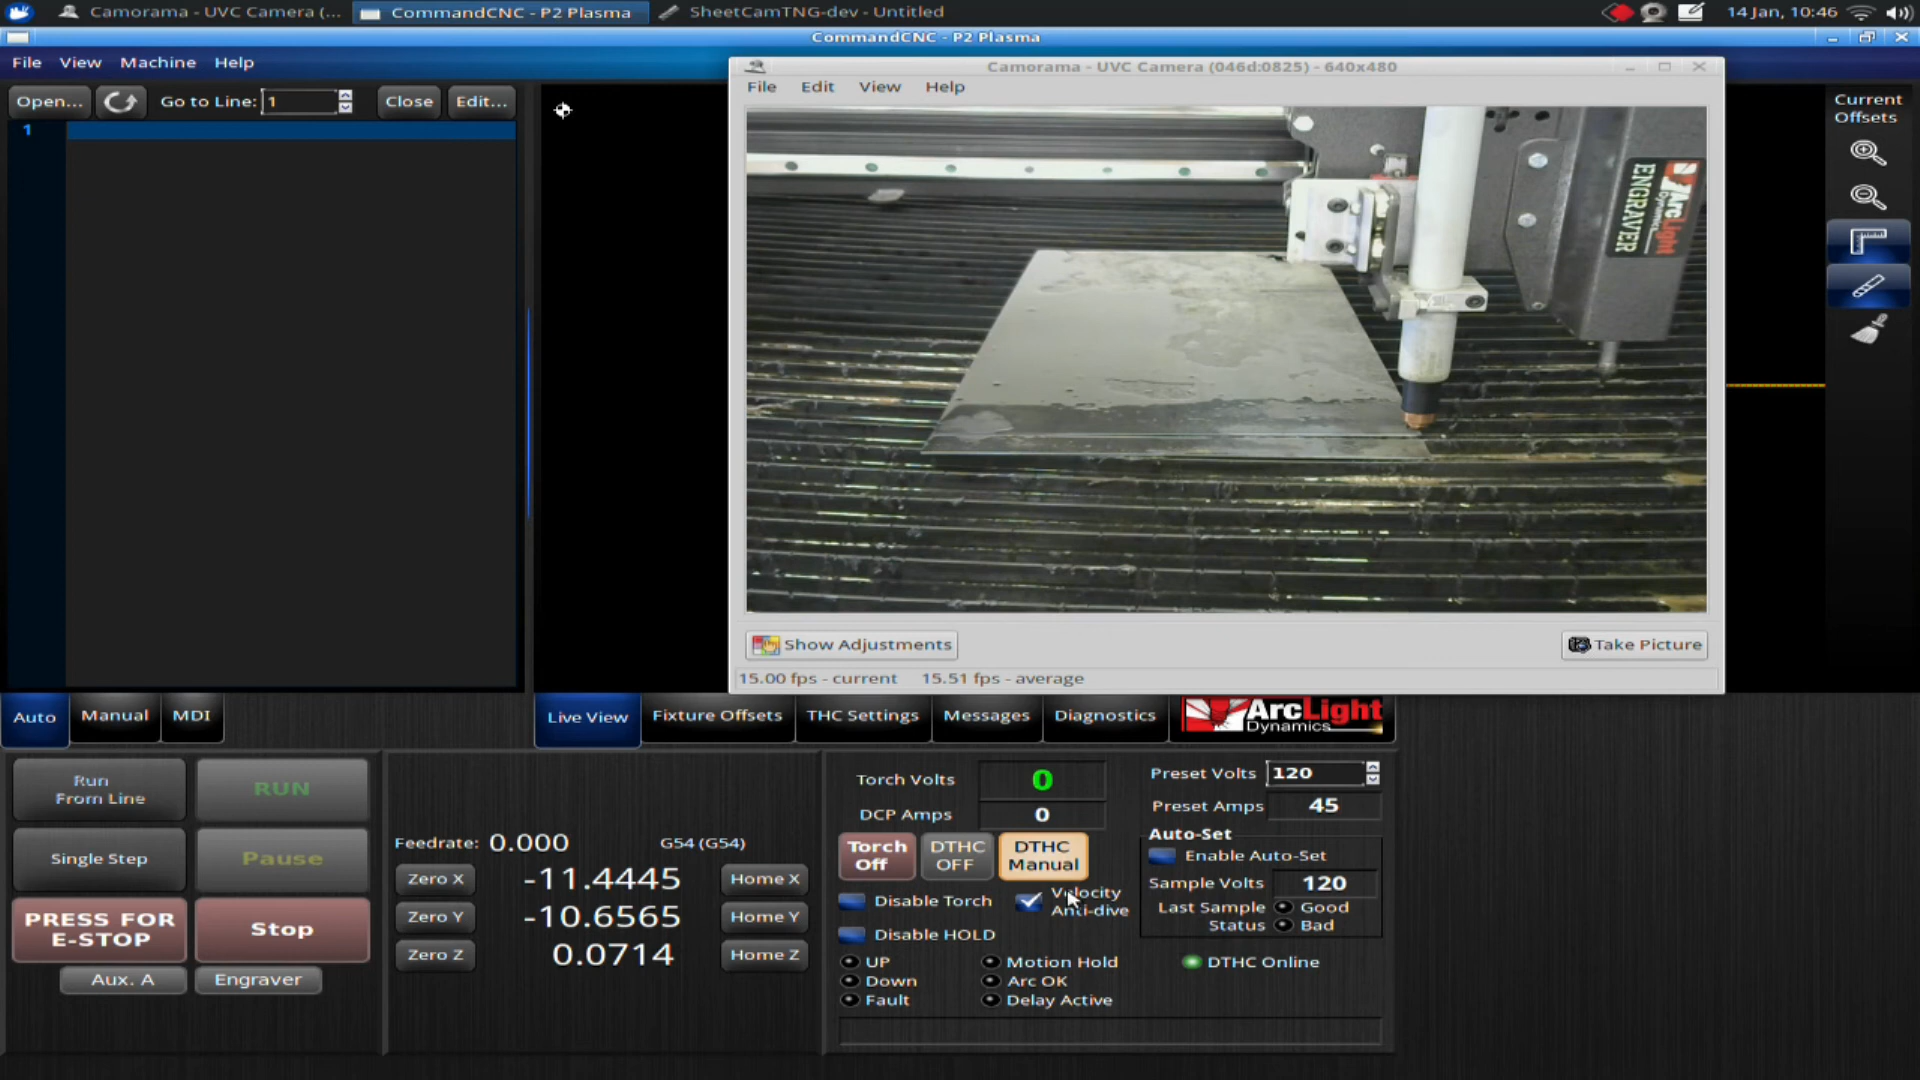 Camorama - UVC Camera (...
CommandCNC - P2 Plasma
SheetCamTNG-dev - Untitled
14 Jan, 10:46
CommandCNC - P2 Plasma
File View Machine Help
Camorama - UVC Camera (046d:0825) - 640x480
File Edit View Help
Open...
Go to Line: 1
Close
Edit...
1
Current
Offsets
ArcLight
Dynamics
ENGRAVER
Show Adjustments
Take Picture
15.00 fps - current 15.51 fps - average
Auto
Manual
MDI
Live View
Fixture Offsets
THC Settings
Messages
Diagnostics
ArcLight
Dynamics
Run
From Line
RUN
Single Step
Pause
PRESS FOR
E-STOP
Stop
Aux. A
Engraver
Feedrate: 0.000 G54 (G54)
Zero X -11.4445 Home X
Zero Y -10.6565 Home Y
Zero Z 0.0714 Home Z
Torch Volts 0
DCP Amps 0
Torch
Off
DTHC
OFF
DTHC
Manual
Disable Torch
Velocity
Anti-dive
Disable HOLD
UP
Down
Fault
Motion Hold
Arc OK
Delay Active
Preset Volts 120
Preset Amps 45
Auto-Set
Enable Auto-Set
Sample Volts 120
Last Sample Good
Status Bad
DTHC Online